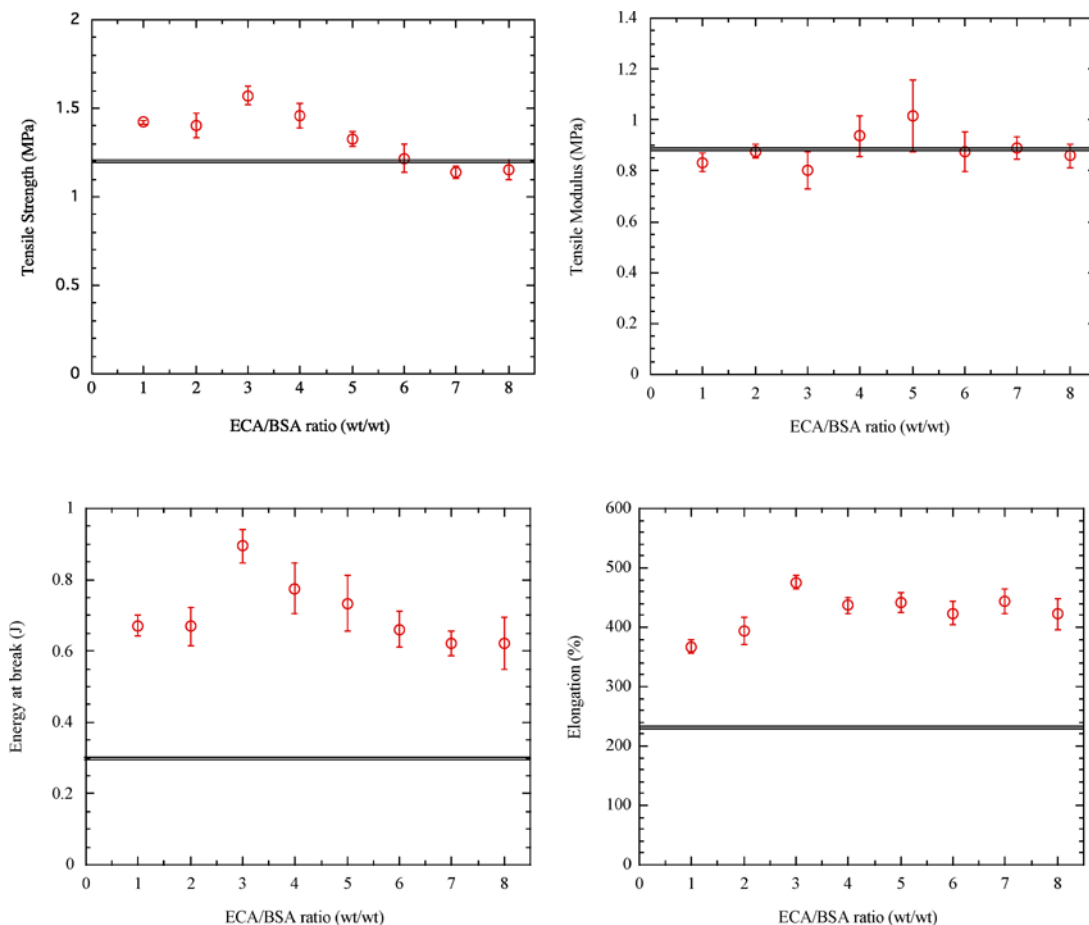 2
1.5
1
0.5
0
Tensile Strength (MPa)
0 1 2 3 4 5 6 7 8
ECA/BSA ratio (wt/wt)
1.4
1.2
1
0.8
0.6
0.4
0.2
0
Tensile Modulus (MPa)
0 1 2 3 4 5 6 7 8
ECA/BSA ratio (wt/wt)
1
0.8
0.6
0.4
0.2
0
Energy at break (J)
0 1 2 3 4 5 6 7 8
ECA/BSA ratio (wt/wt)
600
500
400
300
200
100
0
Elongation (%)
0 1 2 3 4 5 6 7 8
ECA/BSA ratio (wt/wt)